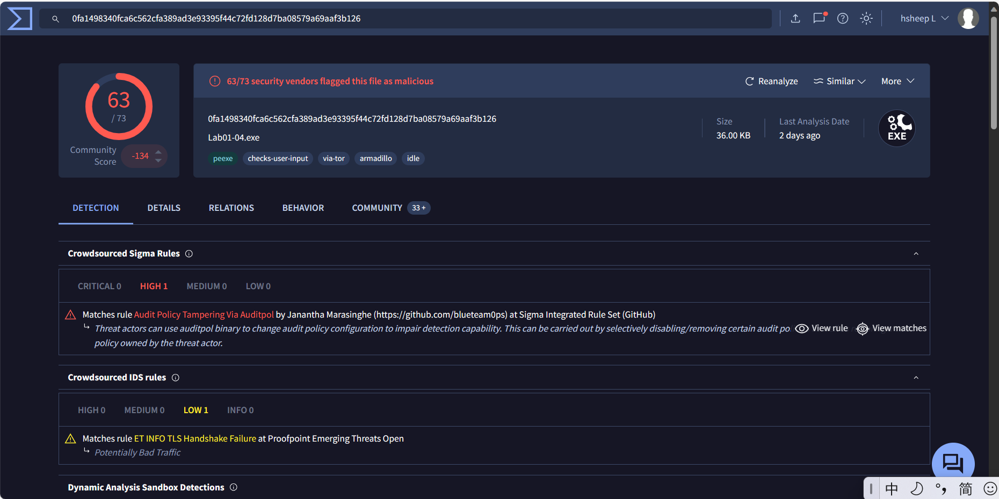 0fa1498340fca6c562cfa389ad3e93395f44c72fd128d7ba08579a69aaf3b126
hsheep L
63
/ 73
Community
Score
-134
63/73 security vendors flagged this file as malicious
Reanalyze
Similar
More
0fa1498340fca6c562cfa389ad3e93395f44c72fd128d7ba08579a69aaf3b126
Lab01-04.exe
peexe
checks-user-input
via-tor
armadillo
idle
Size
36.00 KB
Last Analysis Date
2 days ago
EXE
DETECTION
DETAILS
RELATIONS
BEHAVIOR
COMMUNITY
33 +
Crowdsourced Sigma Rules
CRITICAL 0
HIGH 1
MEDIUM 0
LOW 0
Matches rule Audit Policy Tampering Via Auditpol by Janantha Marasinghe (https://github.com/blueteam0ps) at Sigma Integrated Rule Set (GitHub)
Threat actors can use auditpol binary to change audit policy configuration to impair detection capability. This can be carried out by selectively disabling/removing certain audit po
View rule
View matches
policy owned by the threat actor.
Crowdsourced IDS rules
HIGH 0
MEDIUM 0
LOW 1
INFO 0
Matches rule ET INFO TLS Handshake Failure at Proofpoint Emerging Threats Open
Potentially Bad Traffic
Dynamic Analysis Sandbox Detections
中
°,
简